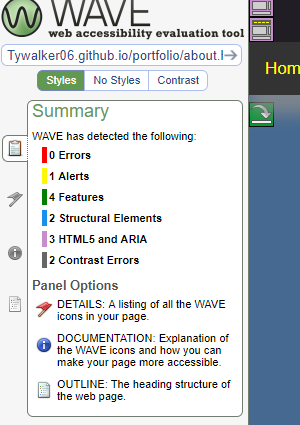 WAVE
web accessibility evaluation tool
Tywalker06.github.io/portfolio/about.l
Styles No Styles Contrast
Hom
Summary
WAVE has detected the following:
0 Errors
1 Alerts
4 Features
2 Structural Elements
3 HTML5 and ARIA
2 Contrast Errors
Panel Options
DETAILS: A listing of all the WAVE
icons in your page.
DOCUMENTATION: Explanation of
the WAVE icons and how you can
make your page more accessible.
OUTLINE: The heading structure of
the web page.